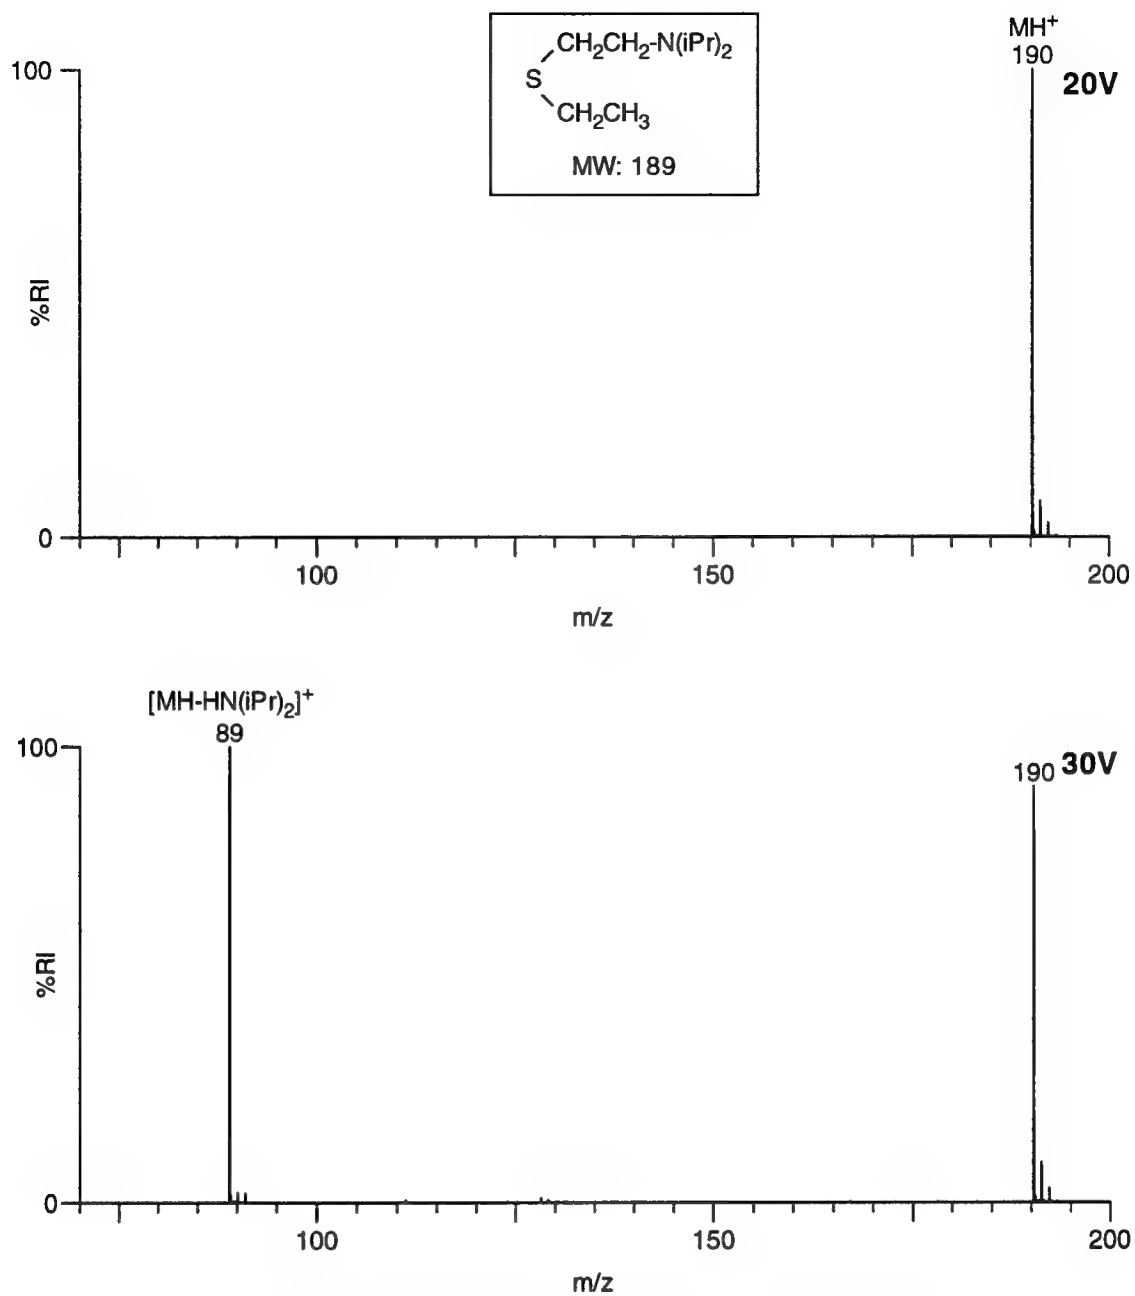 CH₂CH₂-N(iPr)₂
S
CH₂CH₃
MW: 189
MH⁺
190
20V
100
%RI
0
100
150
200
m/z
[MH-HN(iPr)₂]⁺
89
190 30V
100
%RI
0
100
150
200
m/z